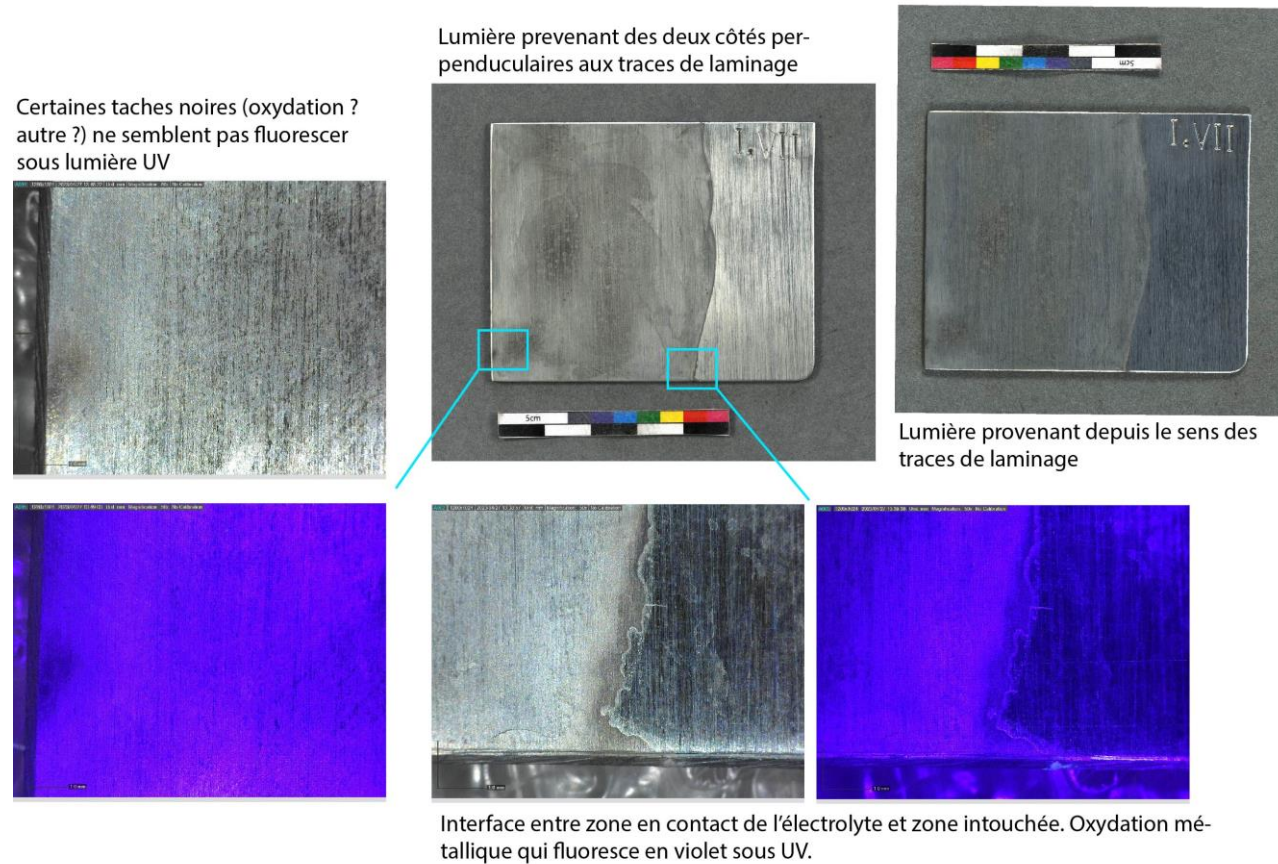 Lumière prevenant des deux côtés per-
penduculaires aux traces de laminage
Certaines taches noires (oxydation ?
autre ?) ne semblent pas fluorescer
sous lumière UV
I.VII
5cm
5cm
I.VII
Lumière provenant depuis le sens des
traces de laminage
Interface entre zone en contact de l’électrolyte et zone intouchée. Oxydation mé-
tallique qui fluoresce en violet sous UV.